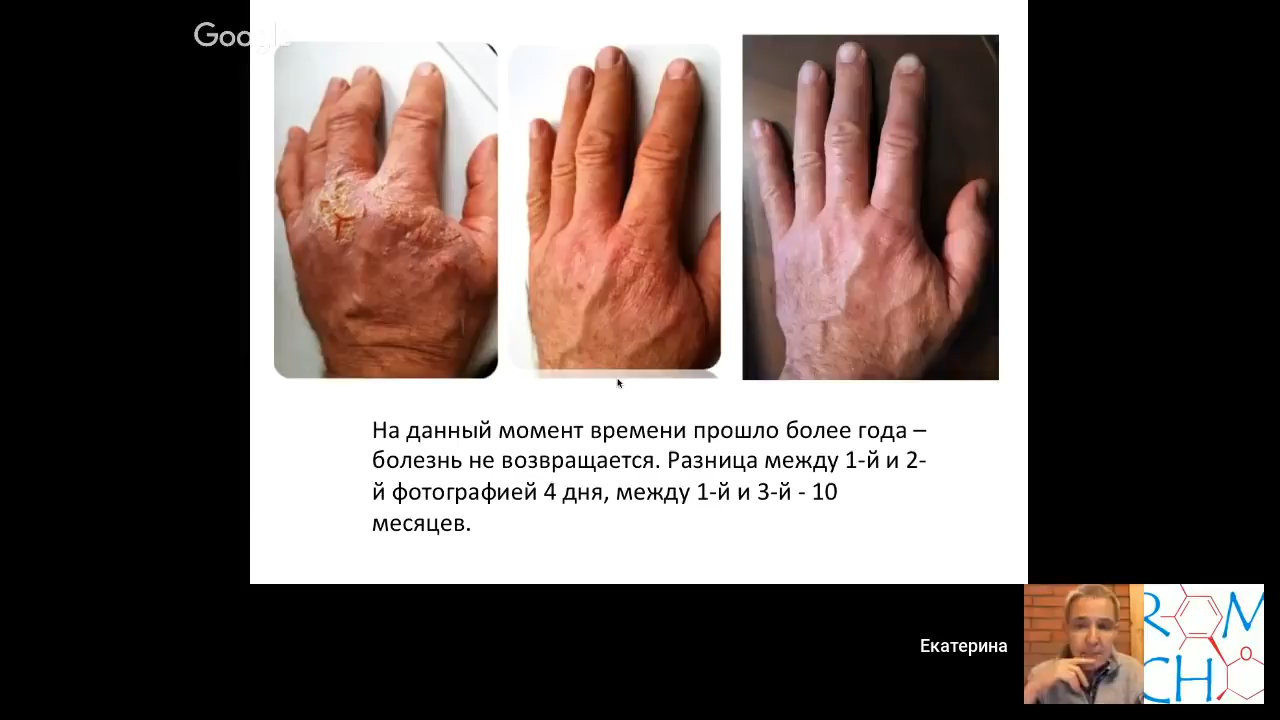 Google
На данный момент времени прошло более года –
болезнь не возвращается. Разница между 1-й и 2-
й фотографией 4 дня, между 1-й и 3-й - 10
месяцев.
Екатерина
R M
CH O